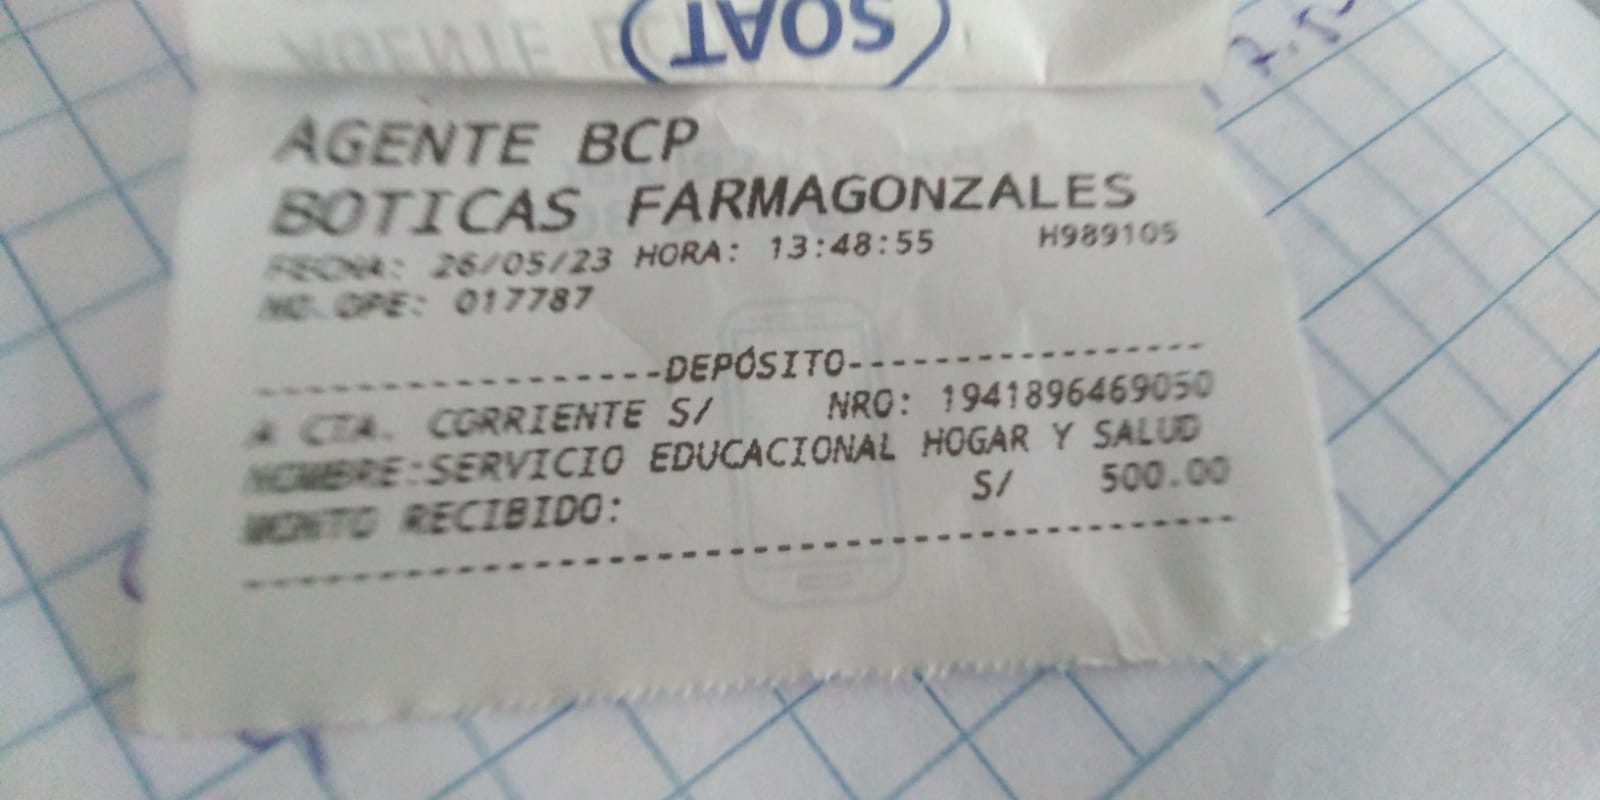 SOAT
AGENTE BCP
BOTICAS FARMAGONZALES
FECHA: 26/05/23 HORA: 13:48:55 H989105
NO.OPE: 017787
-----------------DEPÓSITO-----------------
A CTA. CORRIENTE S/ NRO: 1941896469050
NOMBRE:SERVICIO EDUCACIONAL HOGAR Y SALUD
MONTO RECIBIDO: S/ 500.00